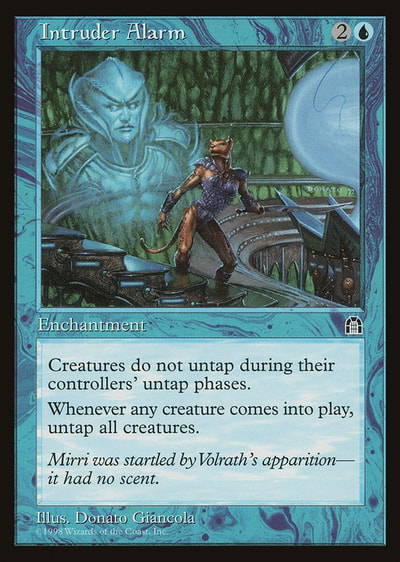 Intruder Alarm 2
Enchantment
Creatures do not untap during their
controllers' untap phases.
Whenever any creature comes into play,
untap all creatures.
Mirri was startled by Volrath's apparition—
it had no scent.
Illus. Donato Giancola
©1998 Wizards of the Coast, Inc.